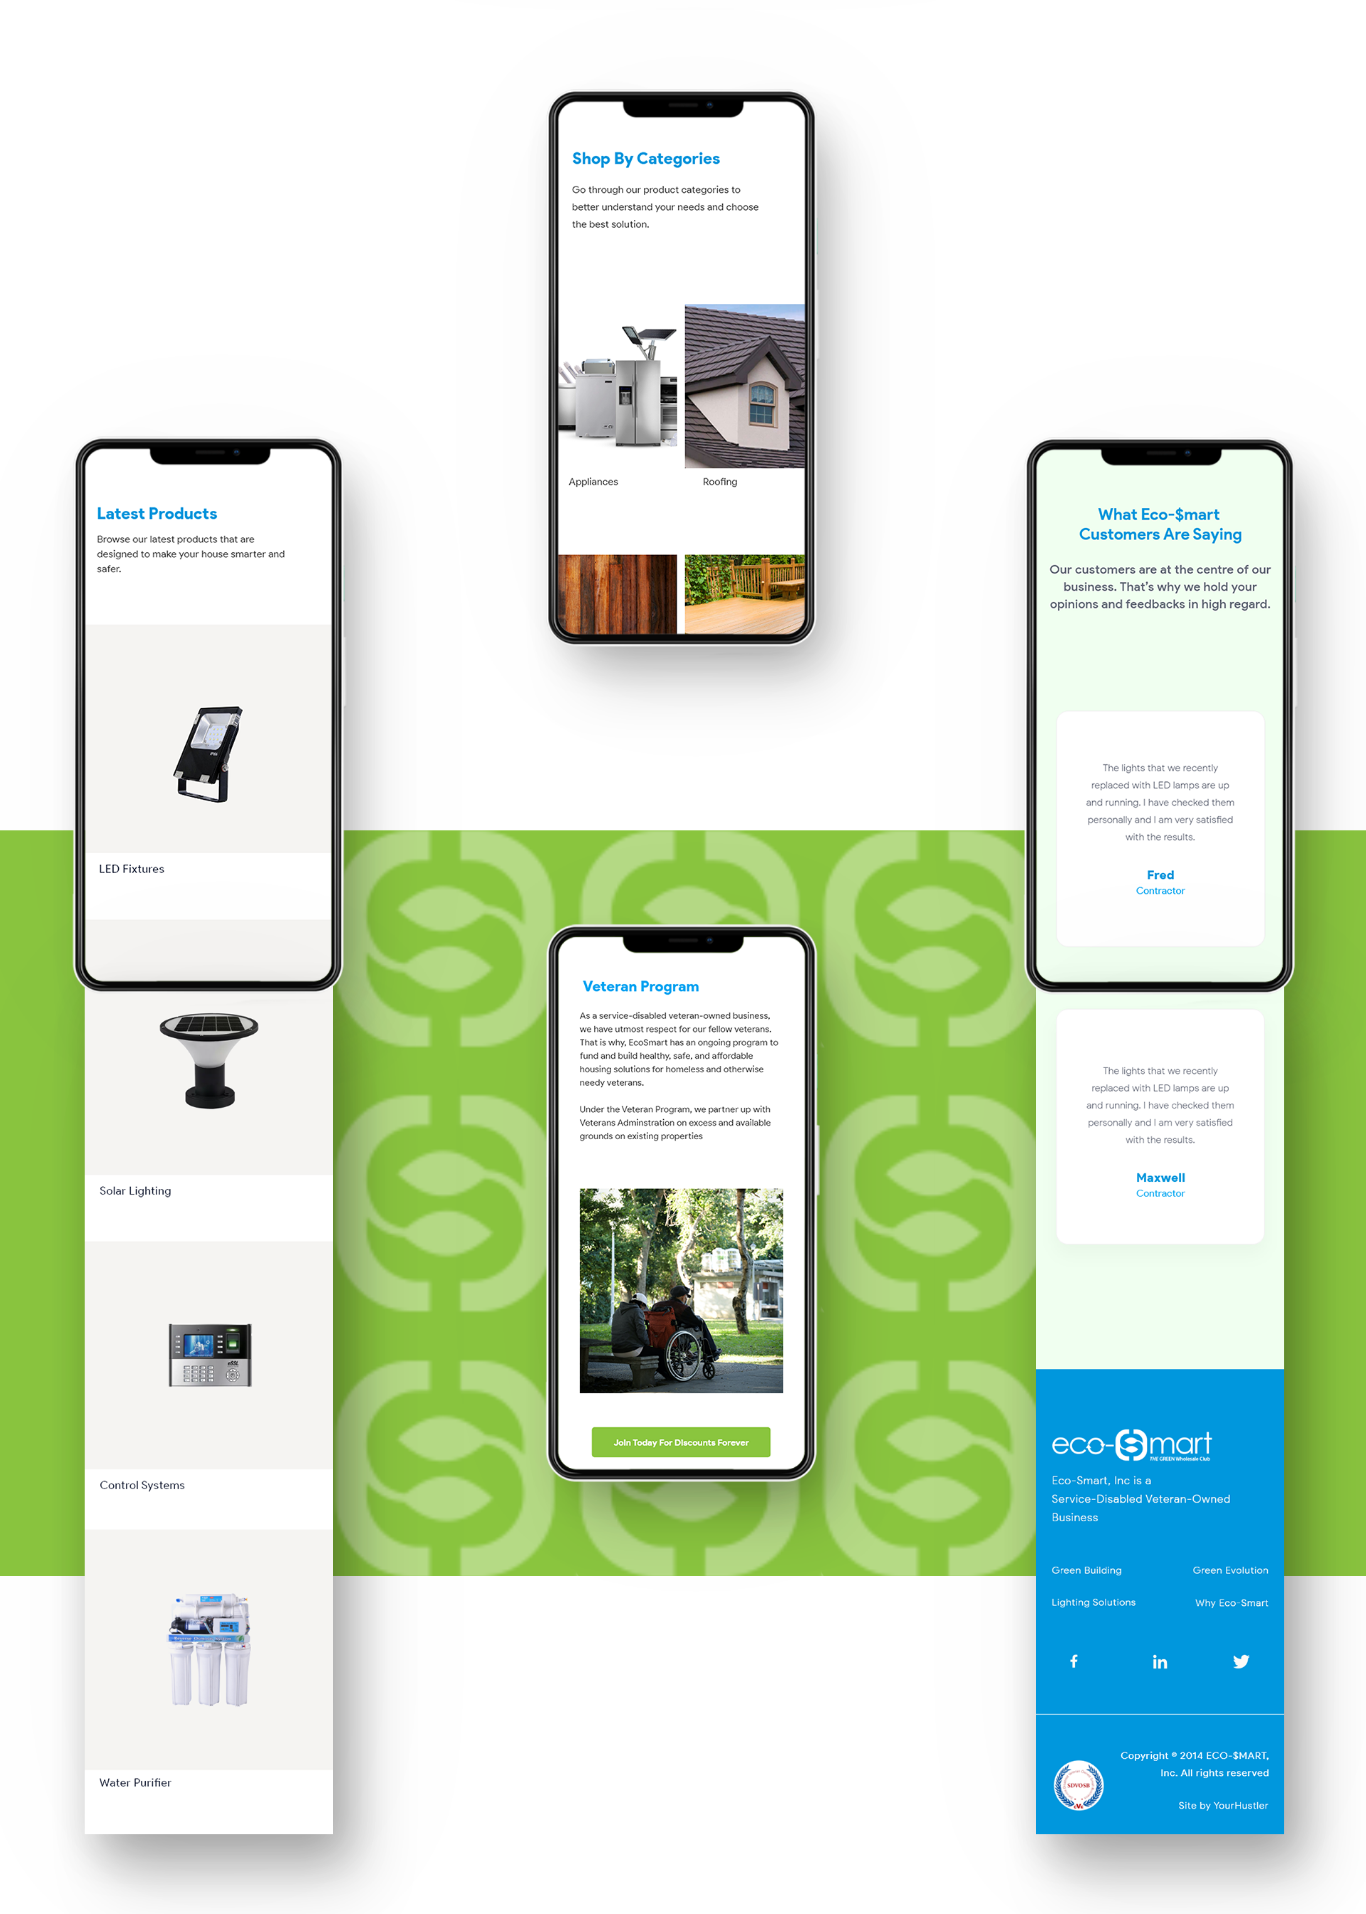 Shop By Categories
Go through our product categories to
better understand your needs and choose
the best solution.
Appliances
Roofing
Latest Products
Browse our latest products that are
designed to make your house smarter and
safer.
LED Fixtures
Solar Lighting
eSSL
Control Systems
Water Purifier
Veteran Program
As a service-disabled veteran-owned business,
we have utmost respect for our fellow veterans.
That is why, EcoSmart has an ongoing program to
fund and build healthy, safe, and affordable
housing solutions for homeless and otherwise
needy veterans.
Under the Veteran Program, we partner up with
Veterans Adminstration on excess and available
grounds on existing properties
Join Today For Discounts Forever
What Eco-$mart
Customers Are Saying
Our customers are at the centre of our
business. That's why we hold your
opinions and feedbacks in high regard.
The lights that we recently
replaced with LED lamps are up
and running. I have checked them
personally and I am very satisfied
with the results.
Fred
Contractor
The lights that we recently
replaced with LED lamps are up
and running. I have checked them
personally and I am very satisfied
with the results.
Maxwell
Contractor
eco-$mart
THE GREEN Wholesale Club
Eco-Smart, Inc is a
Service-Disabled Veteran-Owned
Business
Green Building
Green Evolution
Lighting Solutions
Why Eco-Smart
Copyright © 2014 ECO-$MART,
Inc. All rights reserved
SDVOSB
Site by YourHustler